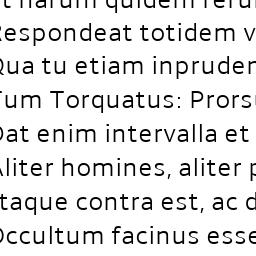 t harum quidem rerum
Respondeat totidem v
Qua tu etiam inpruden
Tum Torquatus: Prorsu
Dat enim intervalla et
Aliter homines, aliter p
Itaque contra est, ac d
Occultum facinus esse